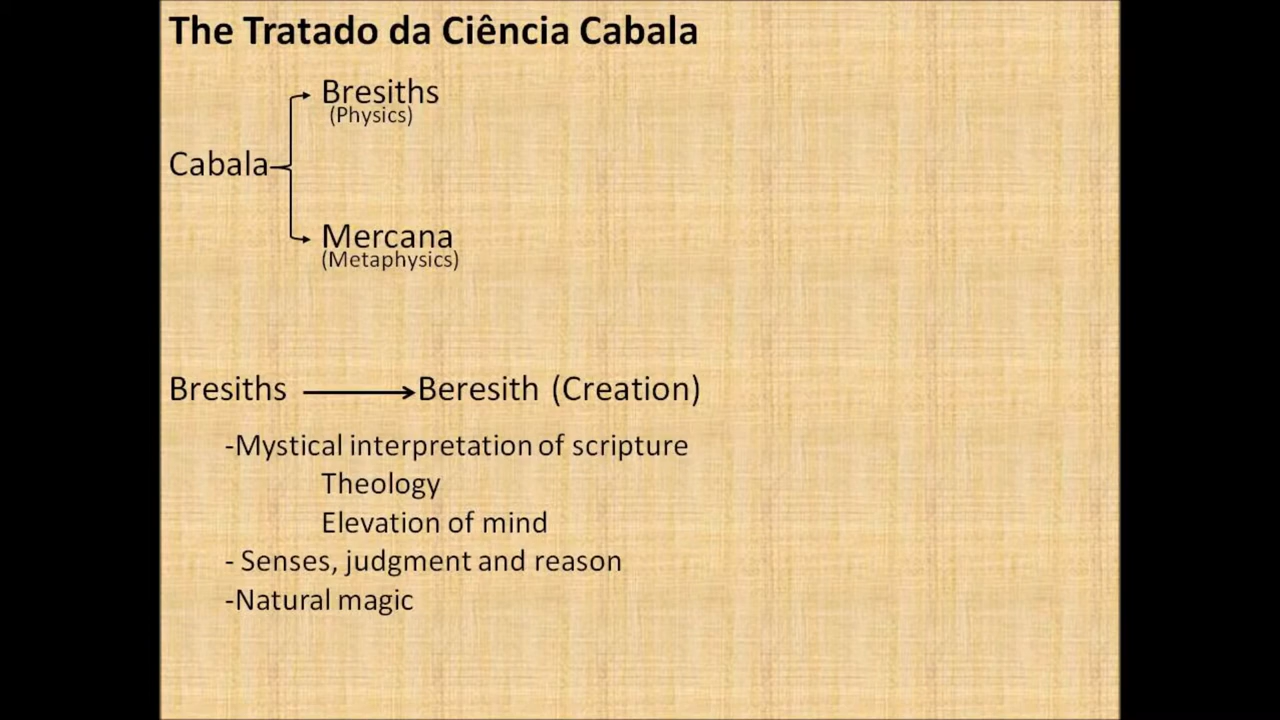 The Tratado da Ciência Cabala
Bresiths
(Physics)
Cabala
Mercana
(Metaphysics)
Bresiths Beresith (Creation)
-Mystical interpretation of scripture
Theology
Elevation of mind
- Senses, judgment and reason
-Natural magic